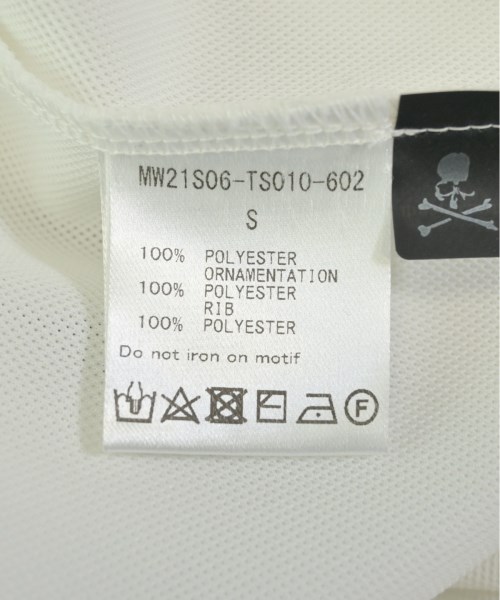 MW21S06-TS010-602
S
100% POLYESTER
ORNAMENTATION
100% POLYESTER
RIB
100% POLYESTER
Do not iron on motif
F